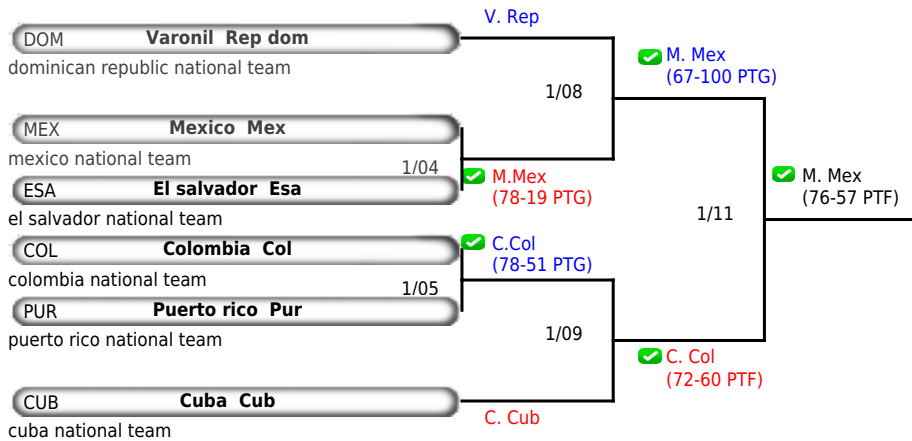 V. Rep
DOM Varonil Rep dom
dominican republic national team
M. Mex
(67-100 PTG)
1/08
MEX Mexico Mex
mexico national team
1/04
M.Mex
(78-19 PTG)
ESA El salvador Esa
el salvador national team
M. Mex
(76-57 PTF)
1/11
COL Colombia Col
colombia national team
C.Col
(78-51 PTG)
1/05
PUR Puerto rico Pur
puerto rico national team
1/09
C. Col
(72-60 PTF)
CUB Cuba Cub
cuba national team
C. Cub